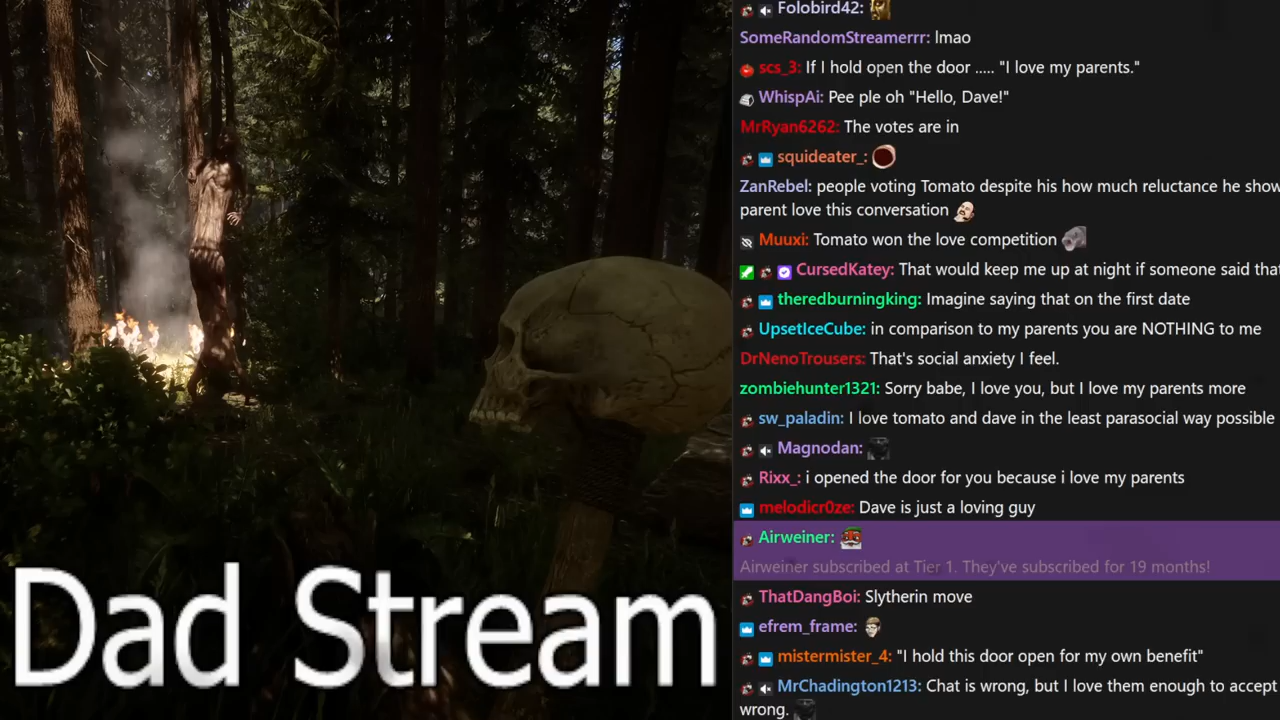 Folobird42:
SomeRandomStreamerrr: lmao
scs_3: If I hold open the door ..... "I love my parents."
WhispAi: Pee ple oh "Hello, Dave!"
MrRyan6262: The votes are in
squideater_:
ZanRebel: people voting Tomato despite his how much reluctance he show
parent love this conversation
Muuxi: Tomato won the love competition
CursedKatey: That would keep me up at night if someone said that
theredburningking: Imagine saying that on the first date
UpsetIceCube: in comparison to my parents you are NOTHING to me
DrNenoTrousers: That's social anxiety I feel.
zombiehunter1321: Sorry babe, I love you, but I love my parents more
sw_paladin: I love tomato and dave in the least parasocial way possible
Magnodan:
Rixx_: i opened the door for you because i love my parents
melodicr0ze: Dave is just a loving guy
Airweiner:
Airweiner subscribed at Tier 1. They've subscribed for 19 months!
ThatDangBoi: Slytherin move
efrem_frame:
mistermister_4: "I hold this door open for my own benefit"
MrChadington1213: Chat is wrong, but I love them enough to accept
wrong.
Dad Stream